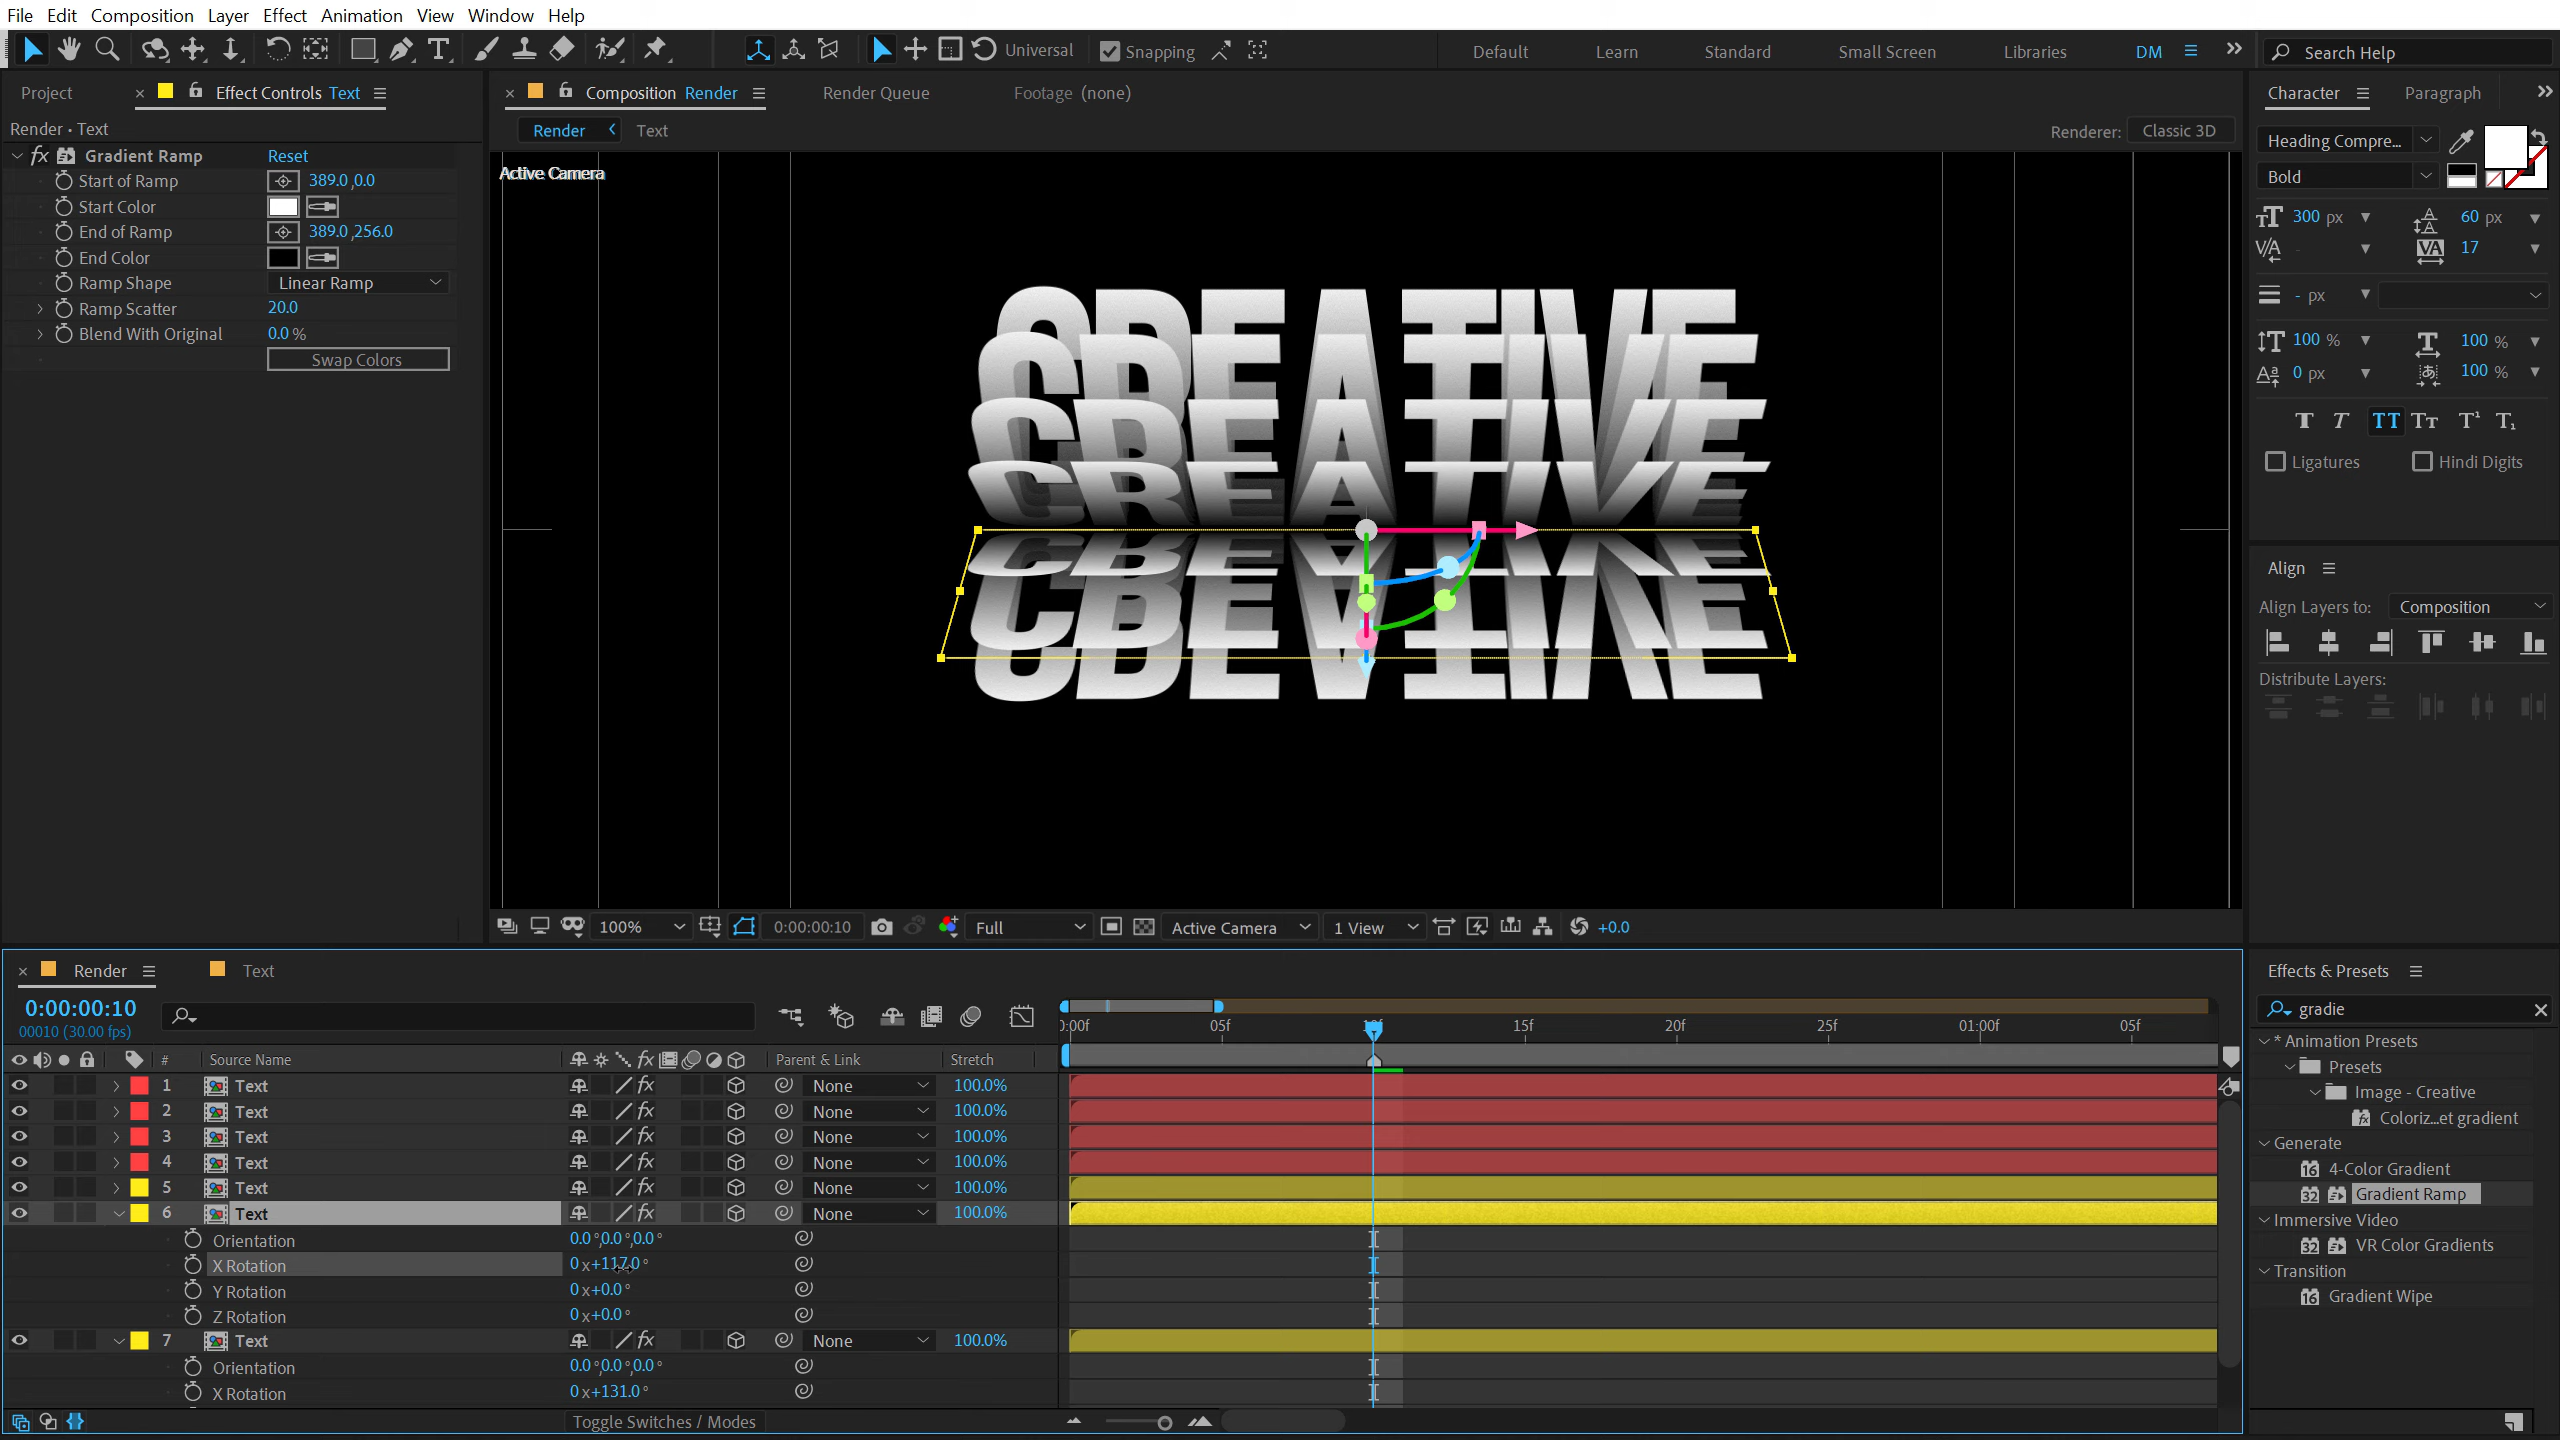 File Edit Composition Layer Effect Animation View Window Help
Universal Snapping Default Learn Standard Small Screen Libraries DM Search Help
Project Effect Controls Text Composition Render Render Queue Footage (none) Character Paragraph
Render • Text
Render Text Renderer: Classic 3D
Gradient Ramp Reset
Start of Ramp 389.0 ,0.0
Start Color
End of Ramp 389.0 ,256.0
End Color
Ramp Shape Linear Ramp
Ramp Scatter 20.0
Blend With Original 0.0 %
Swap Colors
Active Camera
CREATIVE
CREATIVE
CREATIVE
CREATIVE
Heading Compre...
Bold
300 px 60 px
- 17
- px
100 % 100 %
0 px 100 %
Ligatures Hindi Digits
Align
Align Layers to: Composition
Distribute Layers:
100% 0:00:00:10 Full Active Camera 1 View +0.0
Render Text
0:00:00:10
00010 (30.00 fps)
0:00f 05f 15f 20f 25f 01:00f 05f
# Source Name Parent & Link Stretch
1 Text None 100.0%
2 Text None 100.0%
3 Text None 100.0%
4 Text None 100.0%
5 Text None 100.0%
6 Text None 100.0%
Orientation 0.0 °,0.0 °,0.0 °
X Rotation 0 x+117.0 °
Y Rotation 0 x+0.0 °
Z Rotation 0 x+0.0 °
7 Text None 100.0%
Orientation 0.0 °,0.0 °,0.0 °
X Rotation 0 x+131.0 °
Toggle Switches / Modes
Effects & Presets
gradie
* Animation Presets
Presets
Image - Creative
Coloriz...et gradient
Generate
4-Color Gradient
Gradient Ramp
Immersive Video
VR Color Gradients
Transition
Gradient Wipe